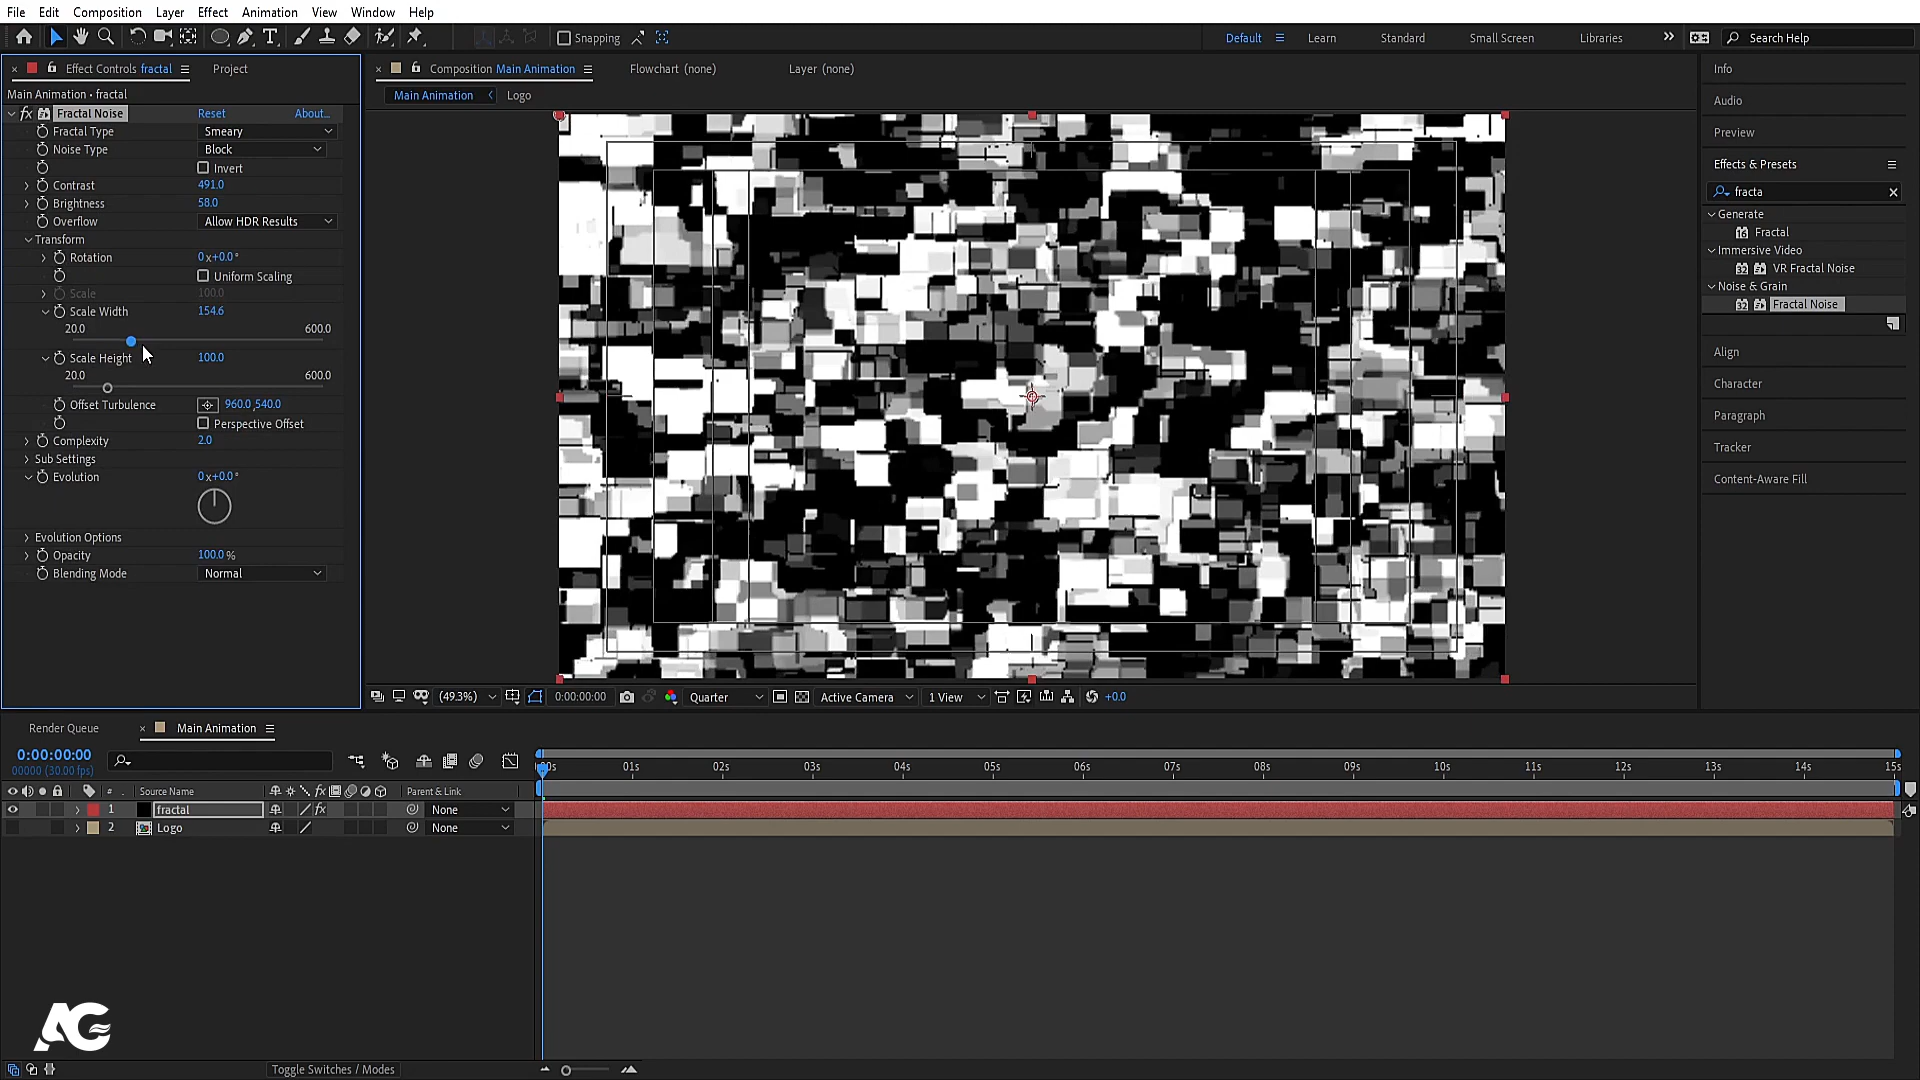 File Edit Composition Layer Effect Animation View Window Help
Snapping Default Learn Standard Small Screen Libraries Search Help
Effect Controls fractal Project
Main Animation • fractal
Fractal Noise Reset About...
Fractal Type Smeary
Noise Type Block
Invert
Contrast 491.0
Brightness 58.0
Overflow Allow HDR Results
Transform
Rotation 0x+0.0°
Uniform Scaling
Scale 100.0
Scale Width 154.6
20.0 600.0
Scale Height 100.0
20.0 600.0
Offset Turbulence 960.0,540.0
Perspective Offset
Complexity 2.0
Sub Settings
Evolution 0x+0.0°
Evolution Options
Opacity 100.0 %
Blending Mode Normal
Composition Main Animation Flowchart (none) Layer (none)
Main Animation Logo
(49.3%) 0:00:00:00 Quarter Active Camera 1 View +0.0
Info
Audio
Preview
Effects & Presets
fracta
Generate
Fractal
Immersive Video
VR Fractal Noise
Noise & Grain
Fractal Noise
Align
Character
Paragraph
Tracker
Content-Aware Fill
Render Queue Main Animation
0:00:00:00
00000 (30.00 fps)
01s 02s 03s 04s 05s 06s 07s 08s 09s 10s 11s 12s 13s 14s 15s
# Source Name fx Parent & Link
1 fractal fx None
2 Logo None
AG
Toggle Switches / Modes